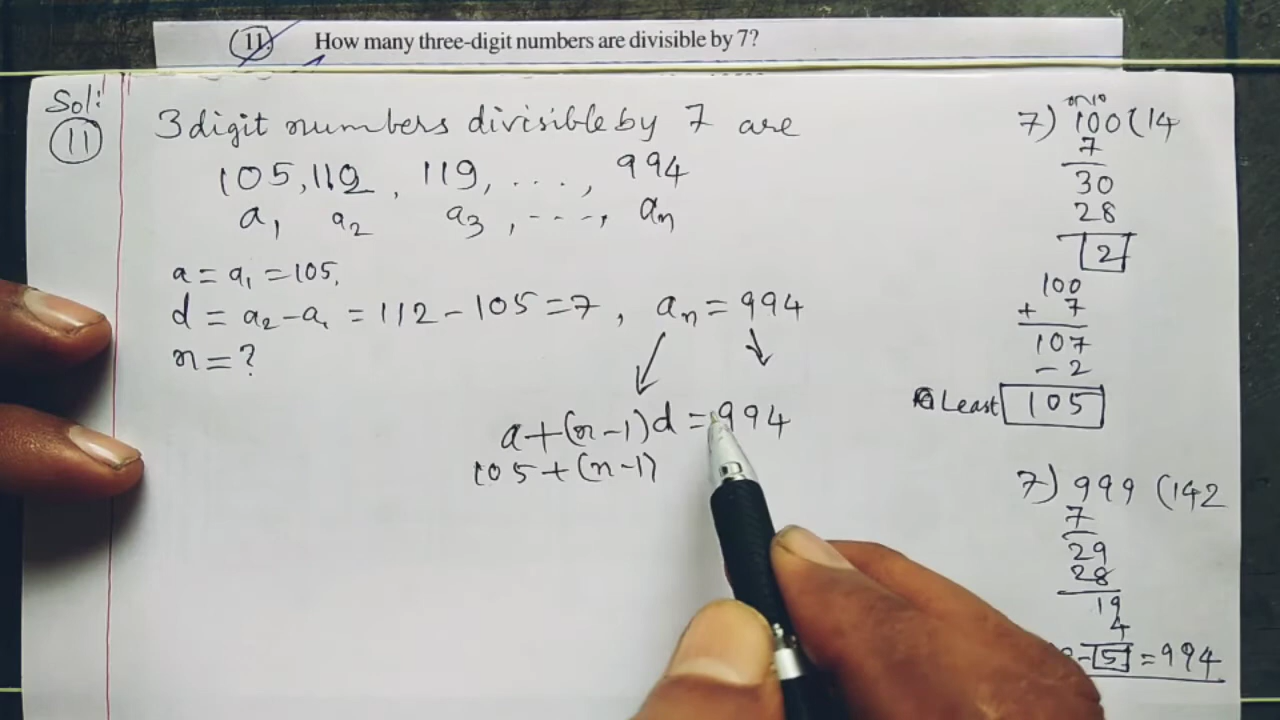 11. How many three-digit numbers are divisible by 7?
Sol:
11
3 digit numbers divisible by 7 are
105, 112, 119, ...., 994
a1 a2 a3, ----, an
a = a1 = 105,
d = a2 - a1 = 112 - 105 = 7, an = 994
n = ?
a + (n-1)d = 994
105 + (n-1)
7) 100 (14
7
30
28
2
100
+ 7
107
- 2
Least 105
7) 999 (142
7
29
28
19
4
- 5 = 994